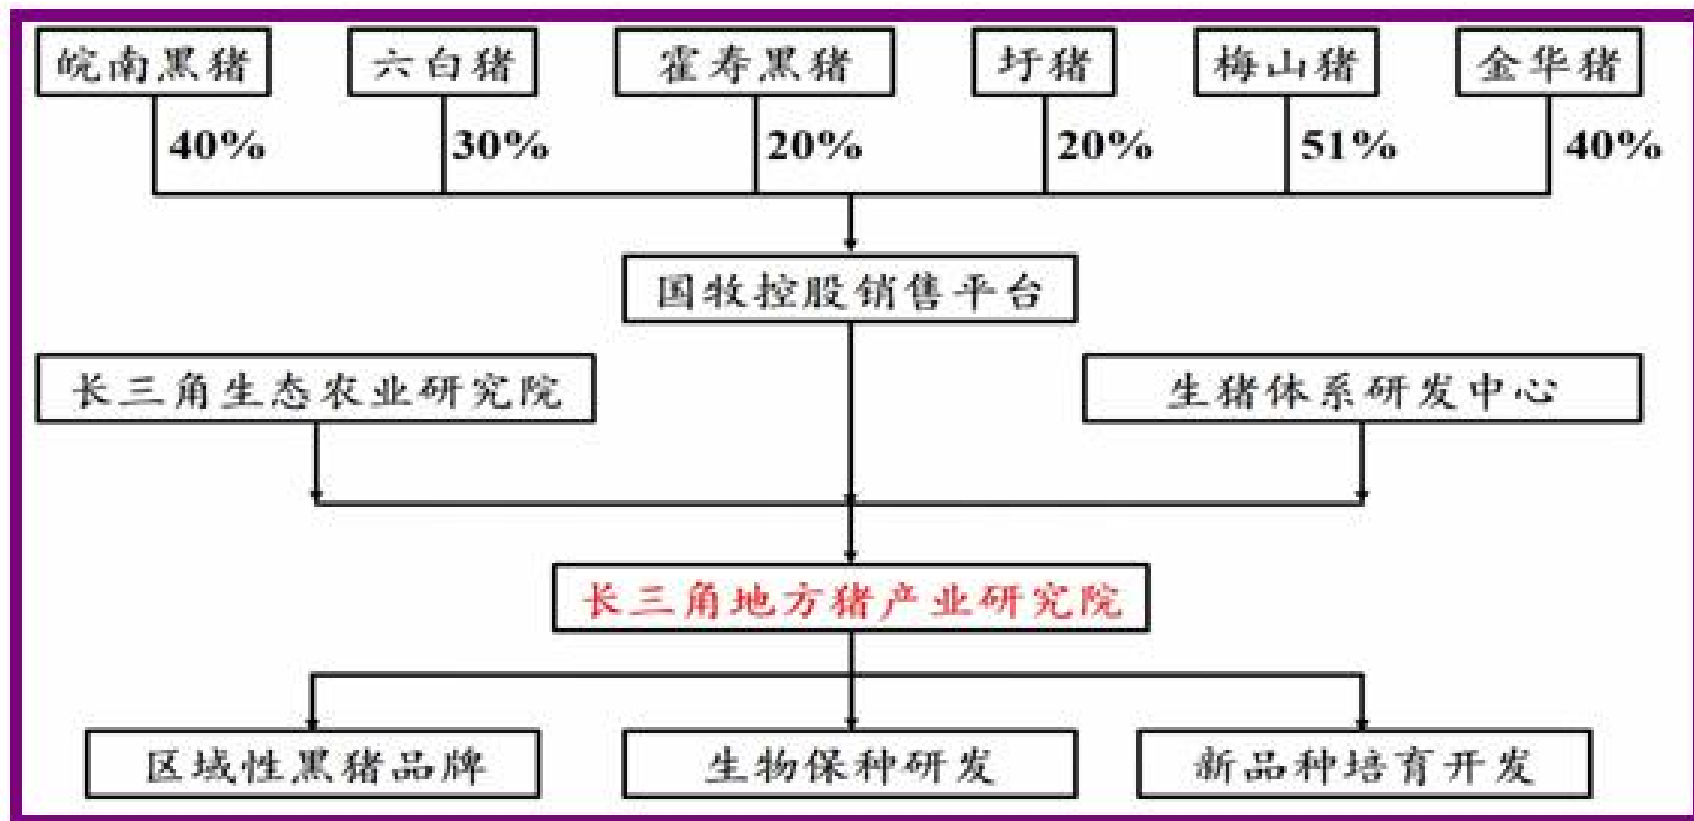 皖南黑猪 六白猪 霍寿黑猪 圩猪 梅山猪 金华猪
40% 30% 20% 20% 51% 40%
国牧控股销售平台
长三角生态农业研究院 生猪体系研发中心
长三角地方猪产业研究院
区域性黑猪品牌 生物保种研发 新品种培育开发